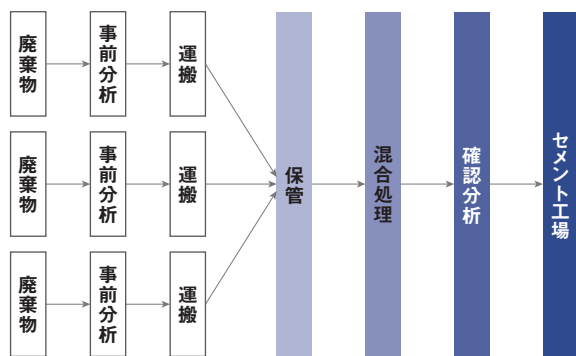 廃棄物
事前分析
運搬
廃棄物
事前分析
運搬
廃棄物
事前分析
運搬
保管
混合処理
確認分析
セメント工場